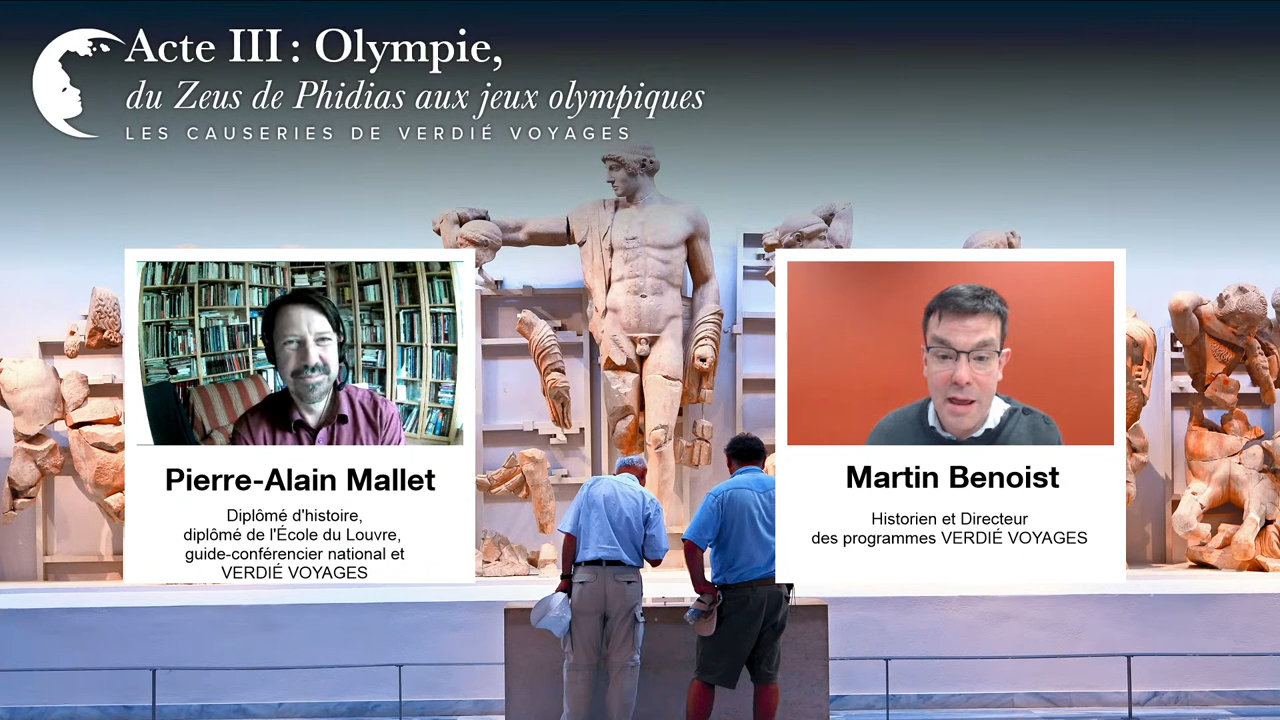 Acte III : Olympie,
du Zeus de Phidias aux jeux olympiques
LES CAUSERIES DE VERDIÉ VOYAGES
Pierre-Alain Mallet
Diplômé d'histoire,
diplômé de l'École du Louvre,
guide-conférencier national et
VERDIÉ VOYAGES
Martin Benoist
Historien et Directeur
des programmes VERDIÉ VOYAGES